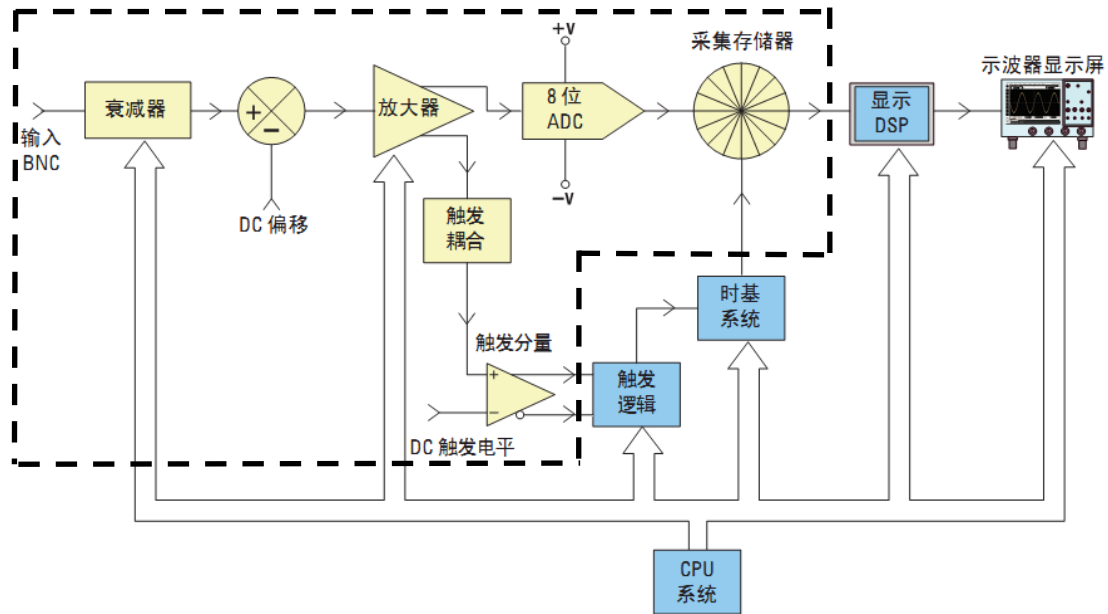 +V
采集存储器
示波器显示屏
衰减器
+
−
放大器
8 位
ADC
显示
DSP
输入
BNC
DC 偏移
−V
触发
耦合
时基
系统
触发分量
+
−
触发
逻辑
DC 触发电平
CPU
系统